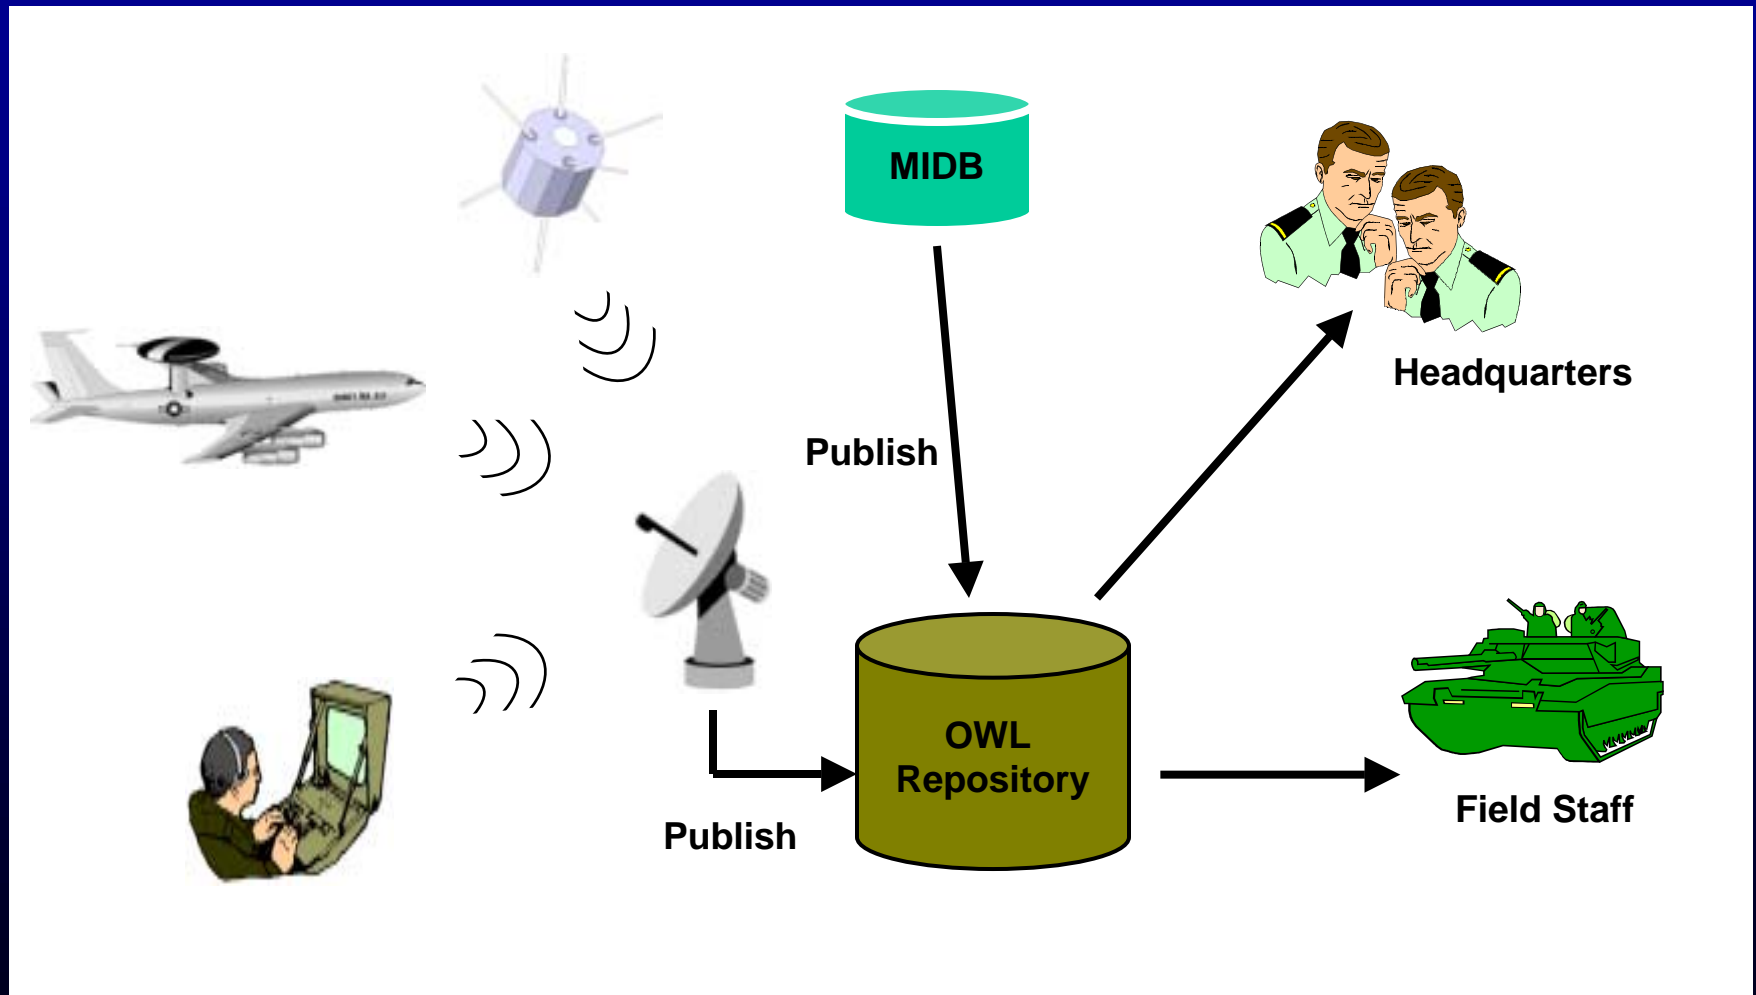 MIDB
Headquarters
Publish
OWL
Repository
Field Staff
Publish